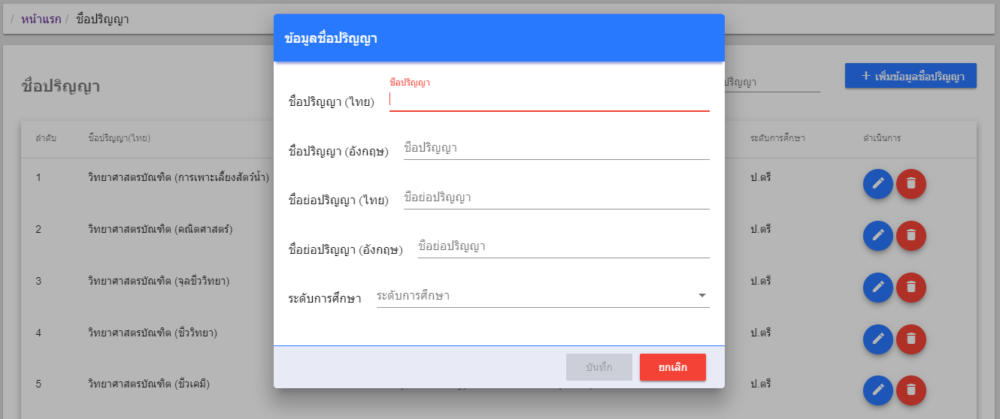 / หน้าแรก / ชื่อปริญญา
ข้อมูลชื่อปริญญา
ชื่อปริญญา
ปริญญา
+ เพิ่มข้อมูลชื่อปริญญา
ชื่อปริญญา
ชื่อปริญญา (ไทย)
ชื่อปริญญา (อังกฤษ) ชื่อปริญญา
ชื่อย่อปริญญา (ไทย) ชื่อย่อปริญญา
ชื่อย่อปริญญา (อังกฤษ) ชื่อย่อปริญญา
ระดับการศึกษา ระดับการศึกษา
บันทึก ยกเลิก
ลำดับ ชื่อปริญญา(ไทย) ระดับการศึกษา ดำเนินการ
1 วิทยาศาสตรบัณฑิต (การเพาะเลี้ยงสัตว์น้ำ) ป.ตรี
2 วิทยาศาสตรบัณฑิต (คณิตศาสตร์) ป.ตรี
3 วิทยาศาสตรบัณฑิต (จุลชีววิทยา) ป.ตรี
4 วิทยาศาสตรบัณฑิต (ชีววิทยา) ป.ตรี
5 วิทยาศาสตรบัณฑิต (ชีวเคมี) ป.ตรี